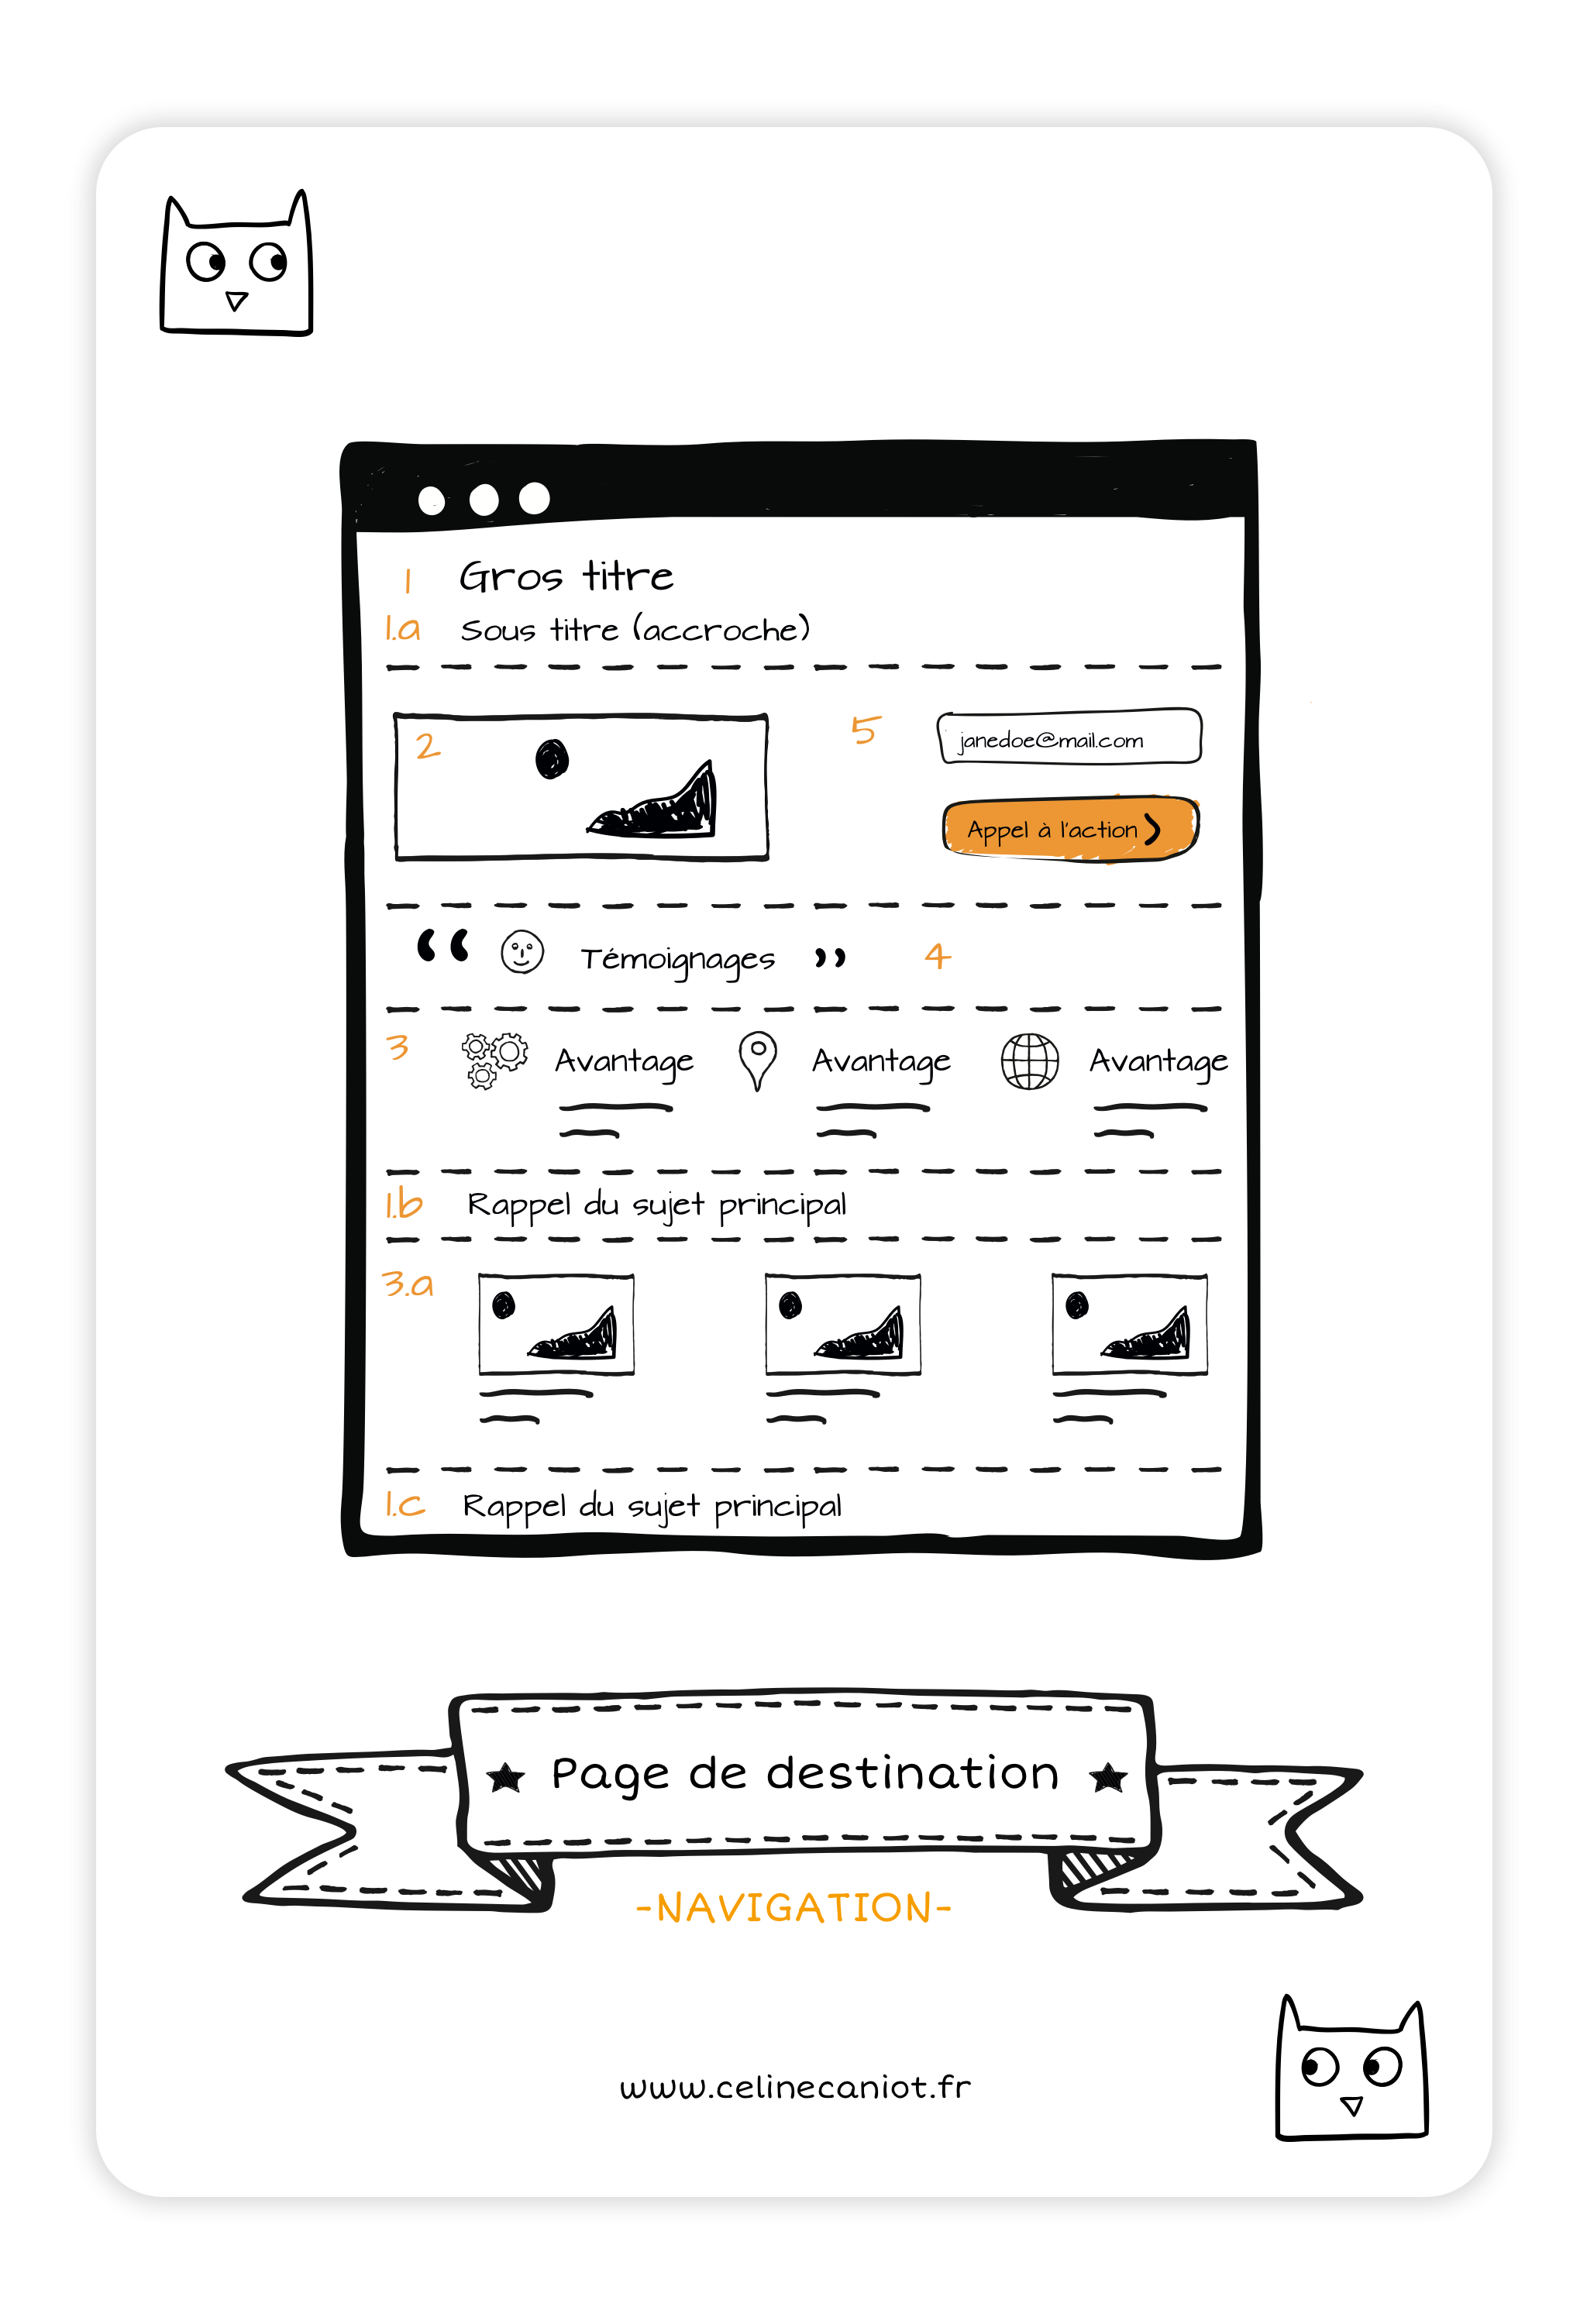 1 Gros titre
1.a Sous titre (accroche)
2
5 janedoe@mail.com
Appel à l'action
“ Témoignages ” 4
3 Avantage Avantage Avantage
1.b Rappel du sujet principal
3.a
1.c Rappel du sujet principal
Page de destination
-NAVIGATION-
www.celinecaniot.fr